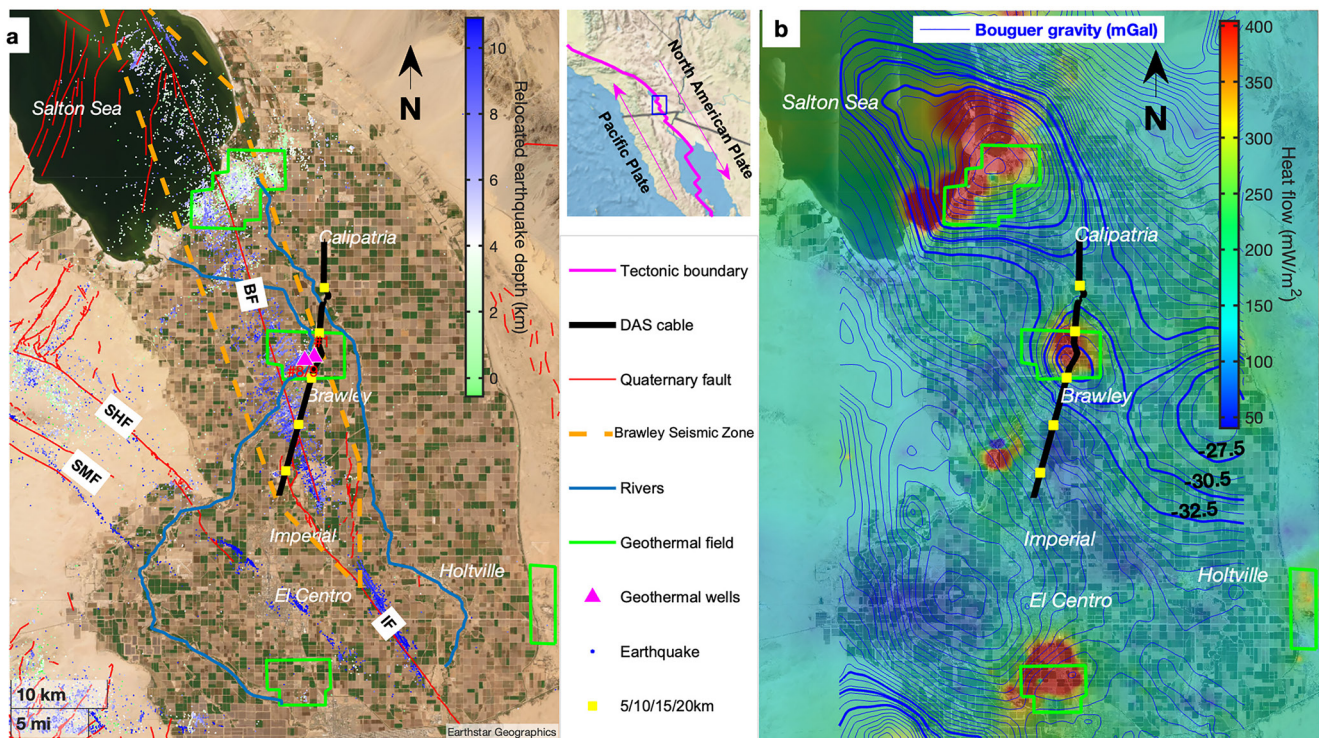 a
Salton Sea
N
10
8
6
4
2
0
Relocated earthquake depth (km)
Calipatria
BF
Brawley
SHF
SMF
Imperial
El Centro
Holtville
IF
10 km
5 mi
Earthstar Geographics
North American Plate
Pacific Plate
Tectonic boundary
DAS cable
Quaternary fault
Brawley Seismic Zone
Rivers
Geothermal field
Geothermal wells
Earthquake
5/10/15/20km
b
Bouguer gravity (mGal)
Salton Sea
N
400
350
300
250
200
150
100
50
Heat flow (mW/m²)
Calipatria
Brawley
-27.5
-30.5
-32.5
Imperial
Holtville
El Centro